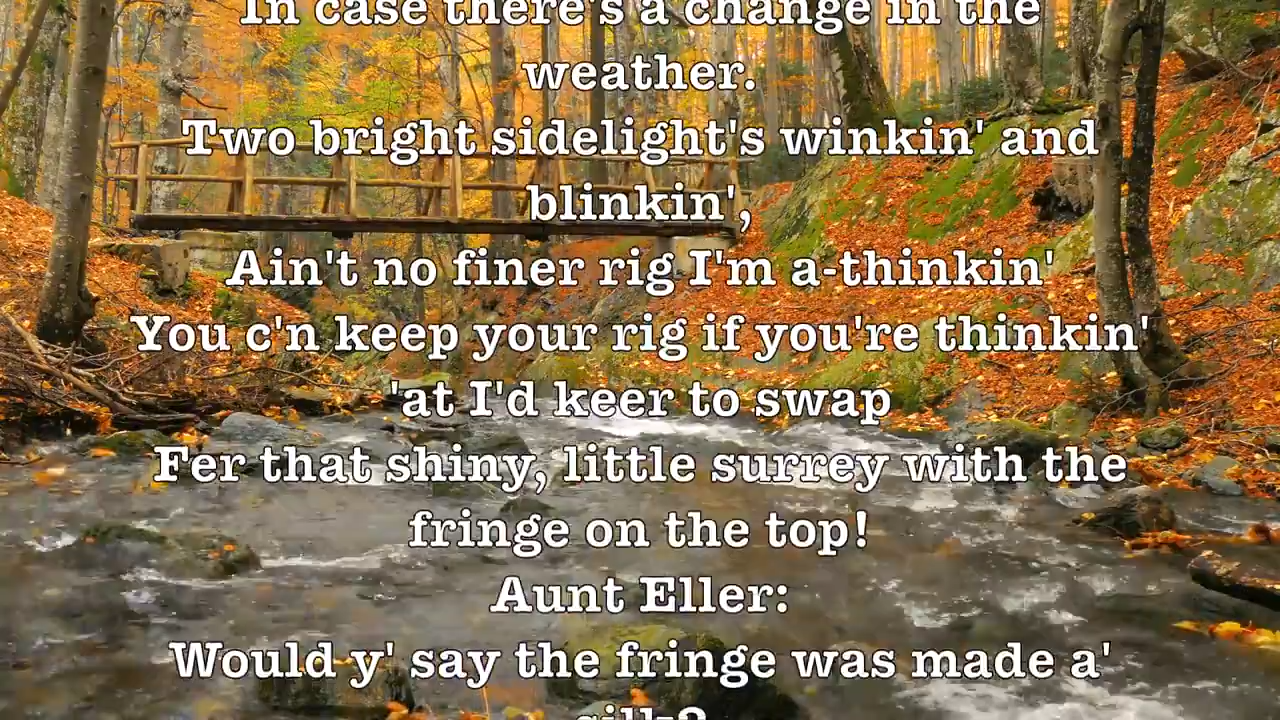 In case there's a change in the
weather.
Two bright sidelight's winkin' and
blinkin',
Ain't no finer rig I'm a-thinkin'
You c'n keep your rig if you're thinkin'
'at I'd keer to swap
Fer that shiny, little surrey with the
fringe on the top!
Aunt Eller:
Would y' say the fringe was made a'
silk?